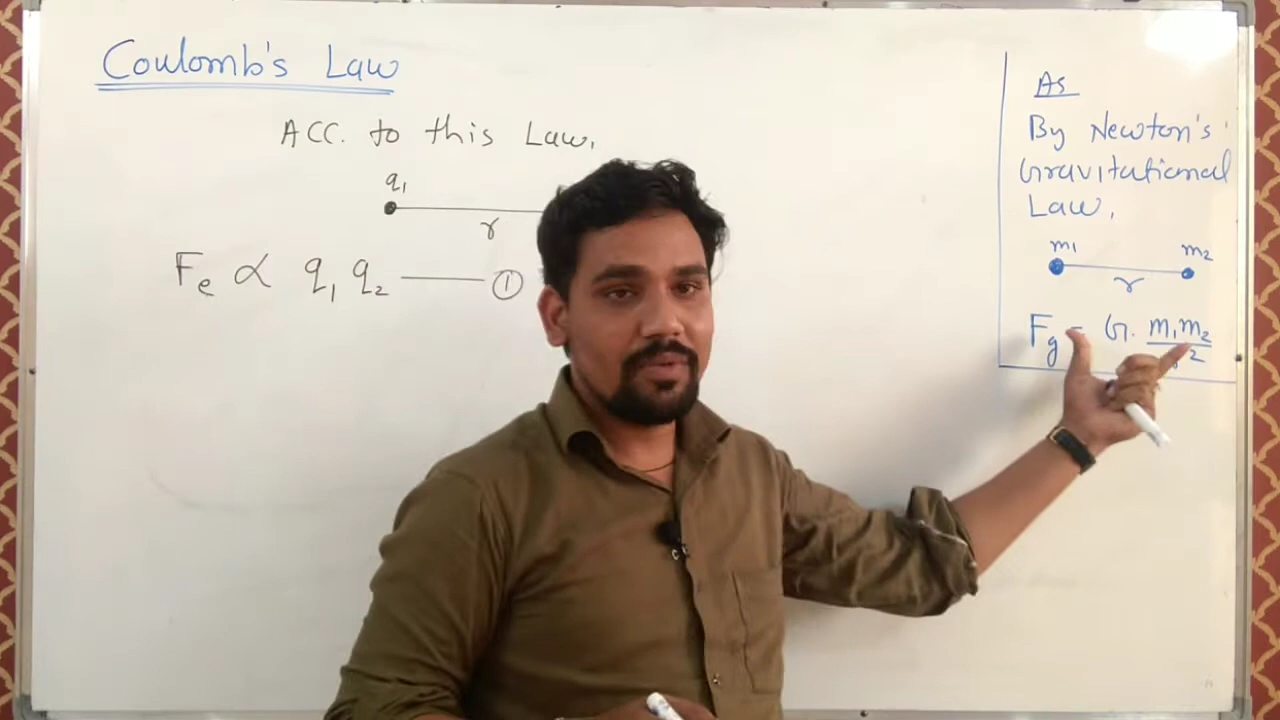 Coulomb's Law
ACC. to this Law,
q₁
r
Fe ∝ q₁ q₂ ——— ①
As
By Newton's
Gravitational
Law,
m₁ m₂
r
Fg = G. m₁m₂
2